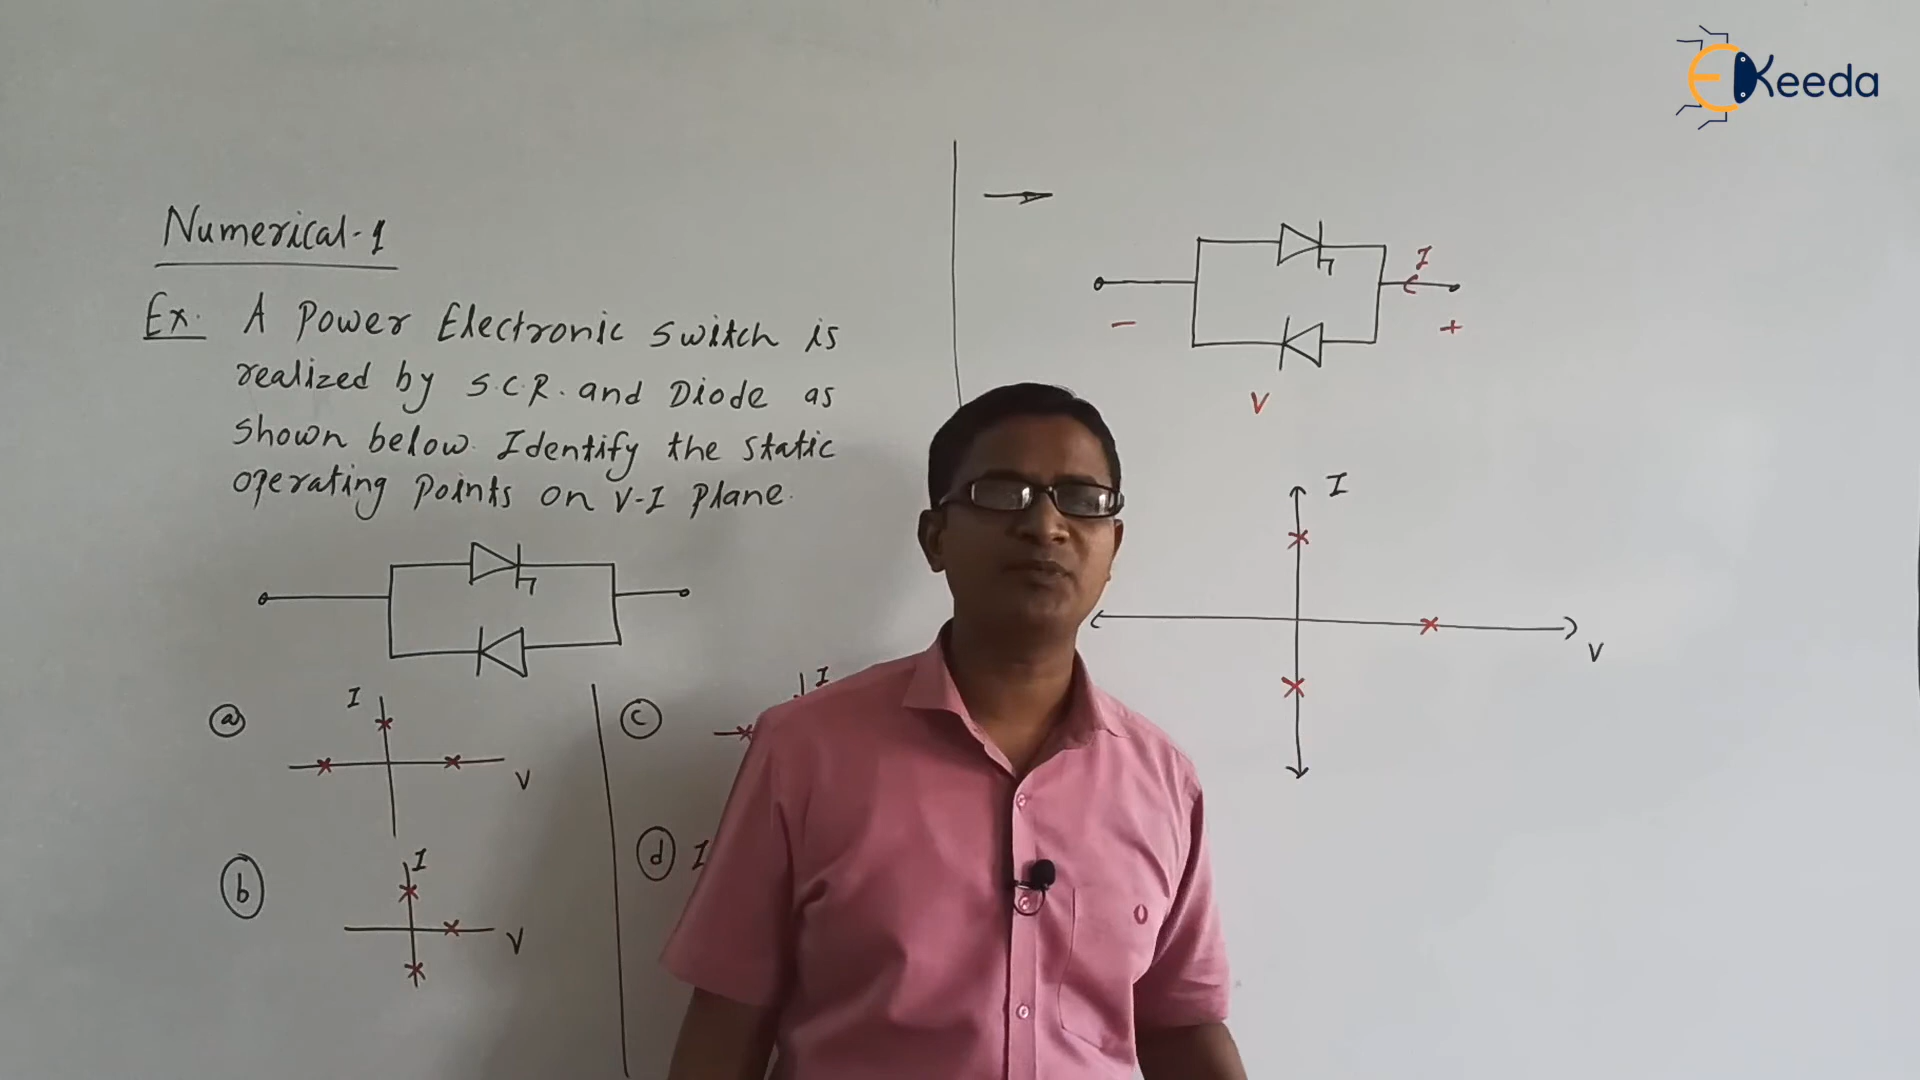 EKeeda
Numerical-1
Ex. A Power Electronic Switch is
realized by S.C.R. and Diode as
shown below. Identify the static
operating points on V-I plane.
a
I
V
b
I
V
c
I
d
I
I
-
+
V
I
V